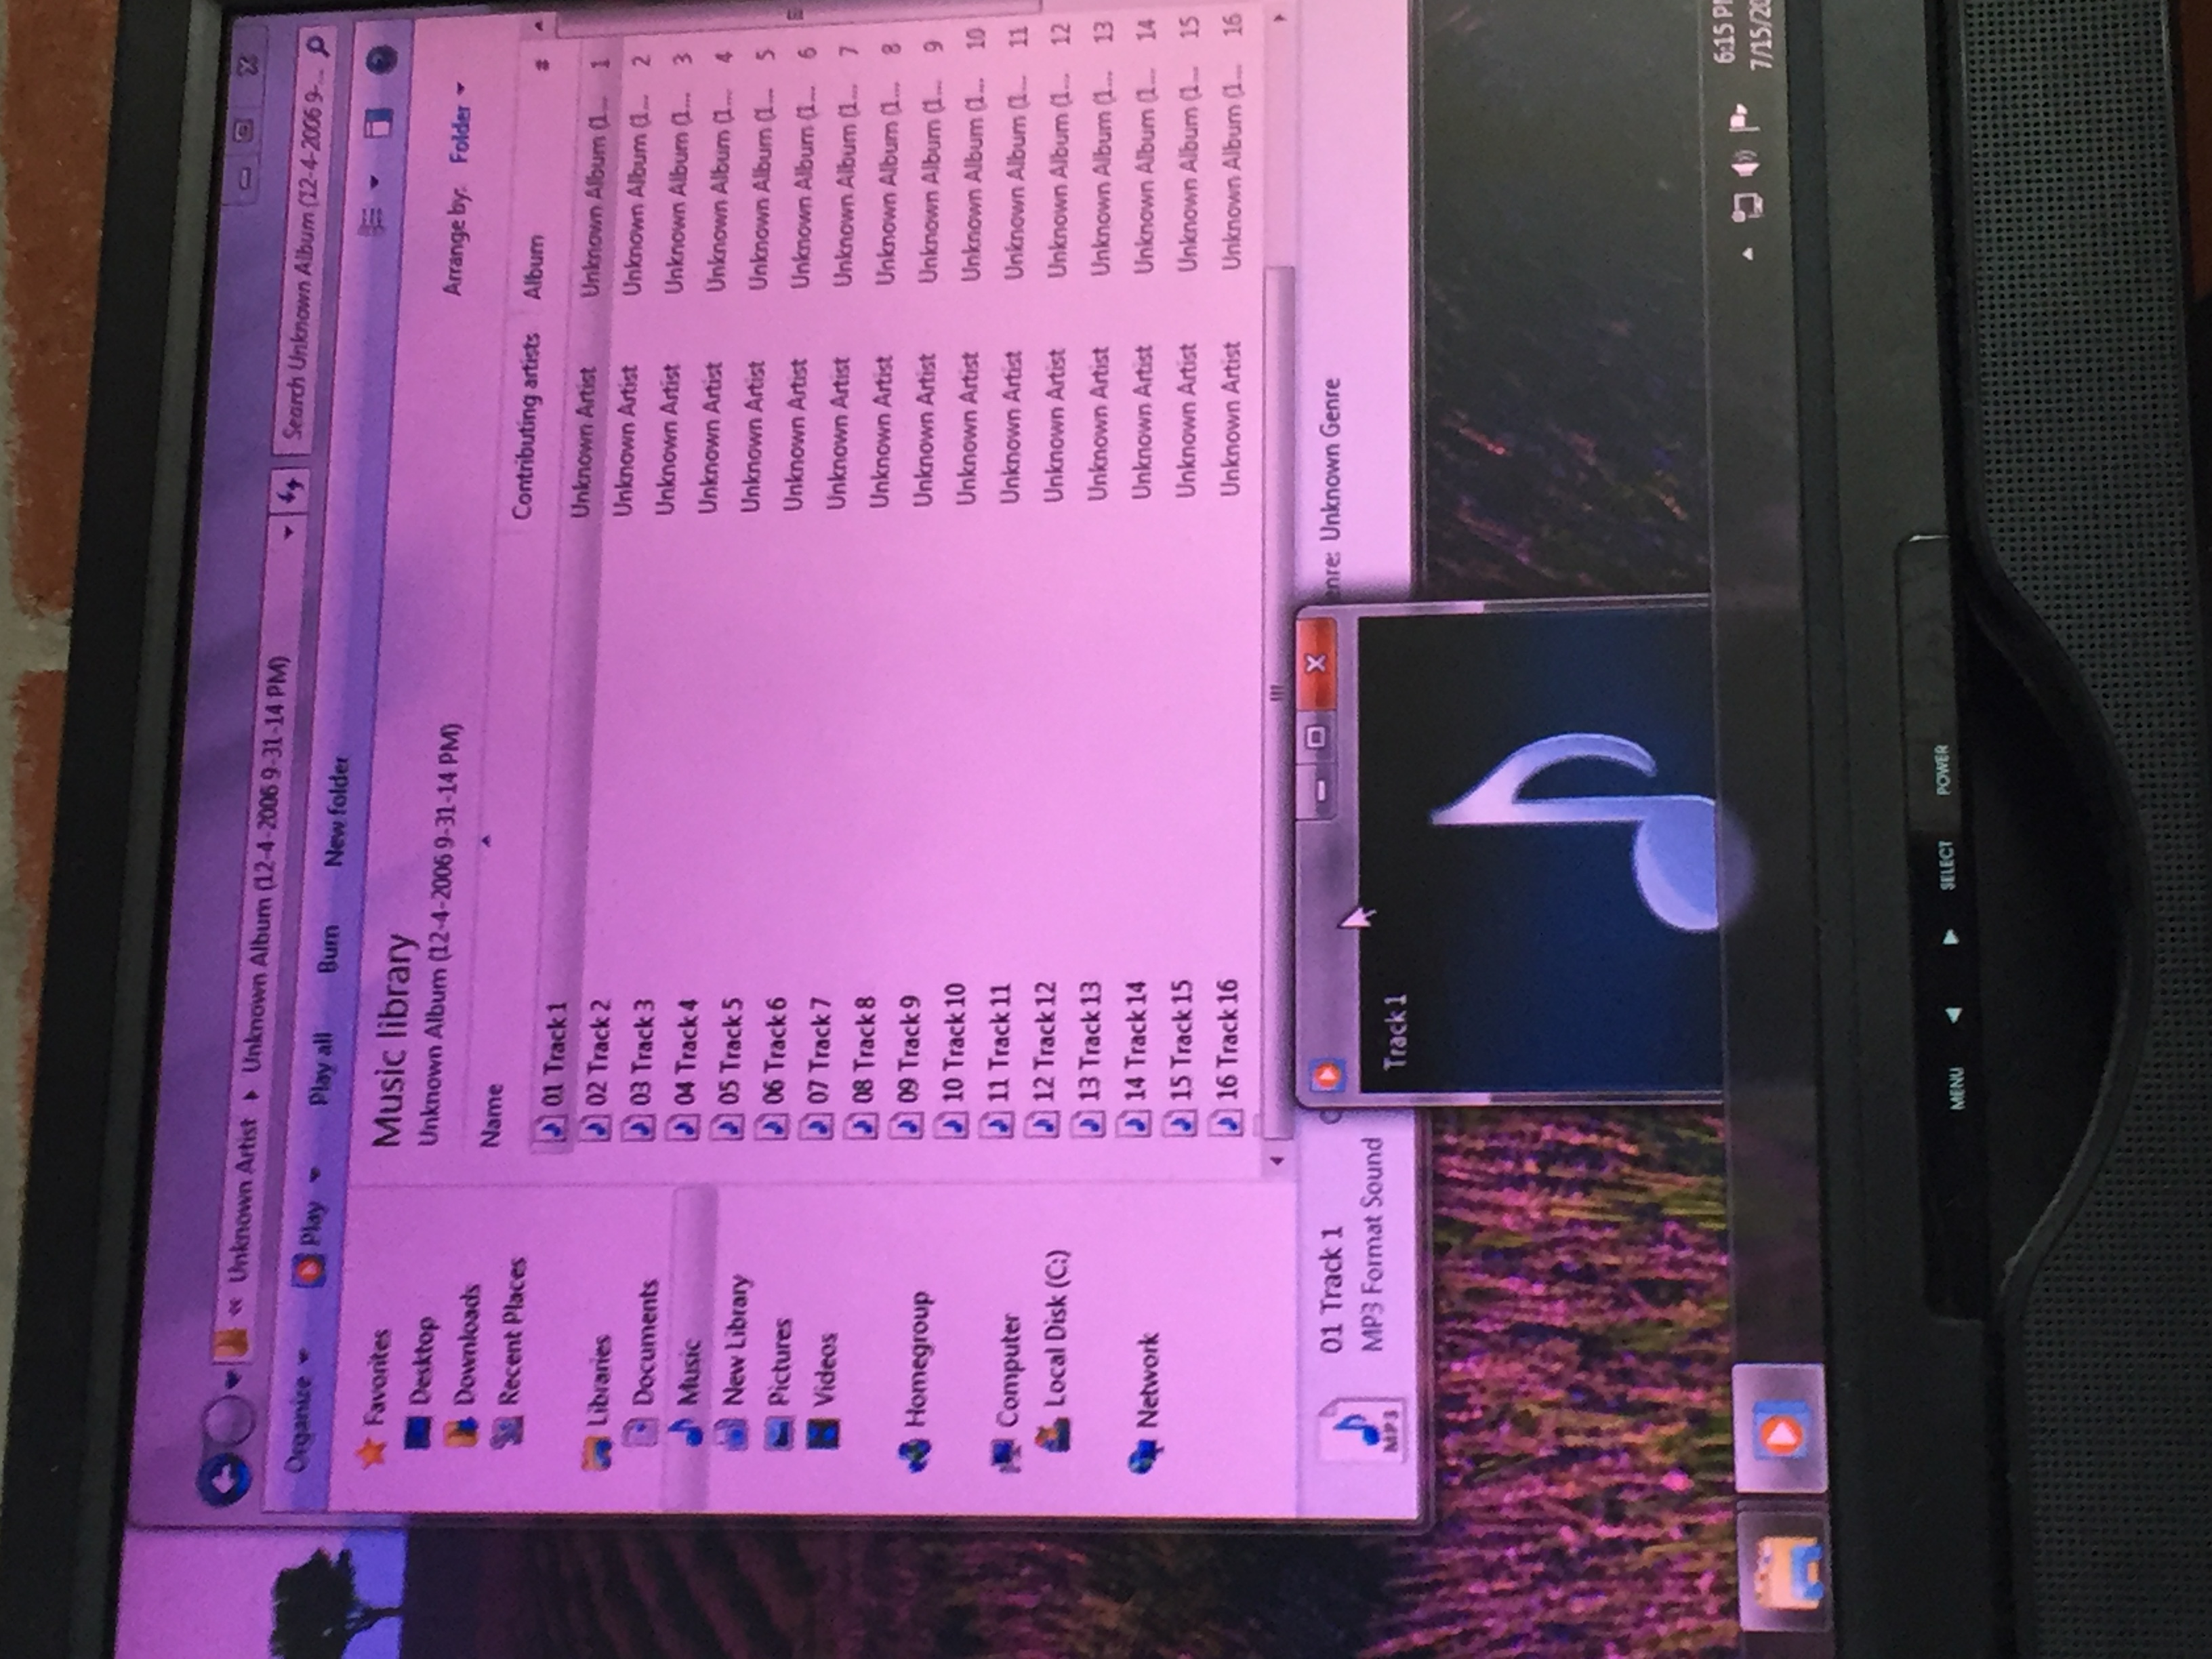 « Unknown Artist ▸ Unknown Album (12-4-2006 9-31-14 PM)
Search Unknown Album (12-4-2006 9-...
Organize
Play
Play all
Burn
New folder
Favorites
Desktop
Downloads
Recent Places
Libraries
Documents
Music
New Library
Pictures
Videos
Homegroup
Computer
Local Disk (C:)
Network
Music library
Unknown Album (12-4-2006 9-31-14 PM)
Arrange by: Folder
Name Contributing artists Album #
01 Track 1 Unknown Artist Unknown Album (1... 1
02 Track 2 Unknown Artist Unknown Album (1... 2
03 Track 3 Unknown Artist Unknown Album (1... 3
04 Track 4 Unknown Artist Unknown Album (1... 4
05 Track 5 Unknown Artist Unknown Album (1... 5
06 Track 6 Unknown Artist Unknown Album (1... 6
07 Track 7 Unknown Artist Unknown Album (1... 7
08 Track 8 Unknown Artist Unknown Album (1... 8
09 Track 9 Unknown Artist Unknown Album (1... 9
10 Track 10 Unknown Artist Unknown Album (1... 10
11 Track 11 Unknown Artist Unknown Album (1... 11
12 Track 12 Unknown Artist Unknown Album (1... 12
13 Track 13 Unknown Artist Unknown Album (1... 13
14 Track 14 Unknown Artist Unknown Album (1... 14
15 Track 15 Unknown Artist Unknown Album (1... 15
16 Track 16 Unknown Artist Unknown Album (1... 16
MP3
01 Track 1
MP3 Format Sound
enre: Unknown Genre
Track 1
6:15 P
7/15/20
MENU ◀ ▶ SELECT POWER